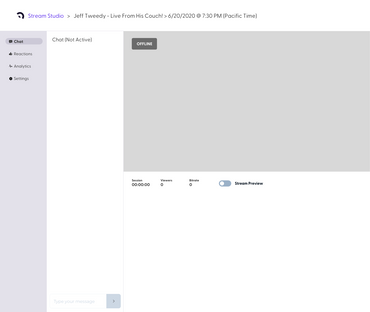 Stream Studio > Jeff Tweedy - Live From His Couch! > 6/20/2020 @ 7:30 PM (Pacific Time)
Chat
Reactions
Analytics
Settings
Chat (Not Active)
OFFLINE
Session Viewers Bitrate
00:00:00 0 0
Stream Preview
Type your message